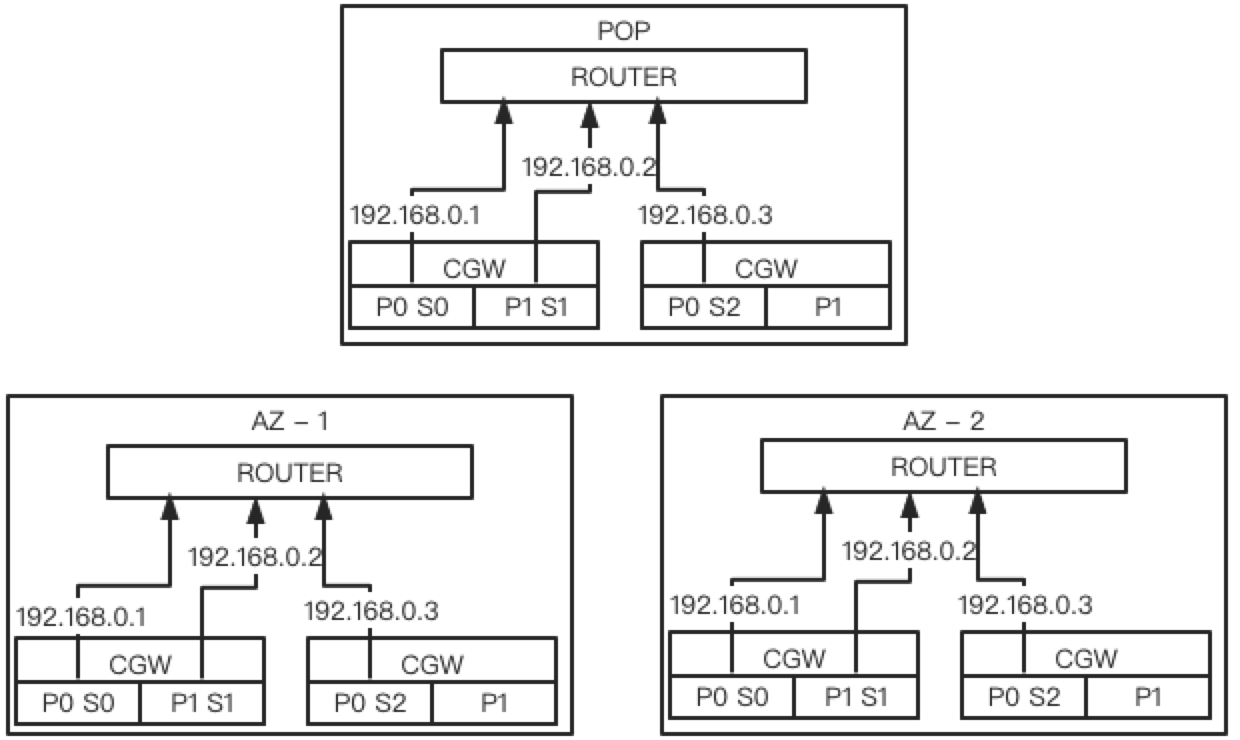 POP
ROUTER
192.168.0.2
192.168.0.1
192.168.0.3
CGW
CGW
P0 S0
P1 S1
P0 S2
P1
AZ – 1
ROUTER
192.168.0.2
192.168.0.1
192.168.0.3
CGW
CGW
P0 S0
P1 S1
P0 S2
P1
AZ – 2
ROUTER
192.168.0.2
192.168.0.1
192.168.0.3
CGW
CGW
P0 S0
P1 S1
P0 S2
P1